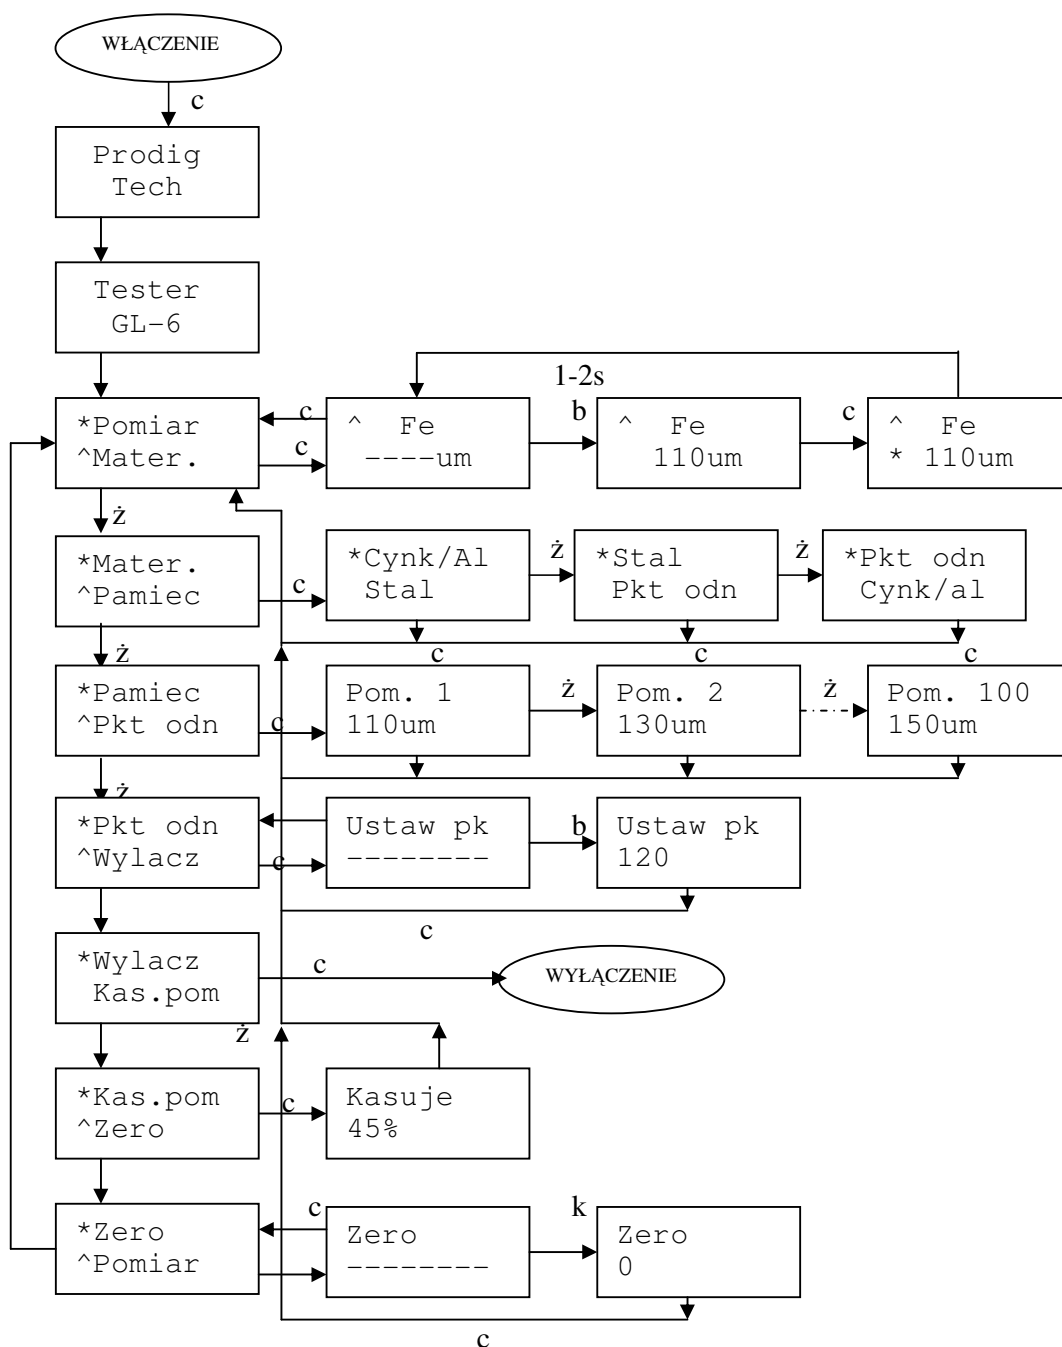 WŁĄCZENIE
c
Prodig
Tech
Tester
GL-6
1-2s
*Pomiar
^Mater.
c
c
^ Fe
----um
b
^ Fe
110um
c
^ Fe
* 110um
ż
*Mater.
^Pamiec
c
*Cynk/Al
Stal
ż
*Stal
Pkt odn
ż
*Pkt odn
Cynk/al
c
c
c
ż
*Pamiec
^Pkt odn
c
Pom. 1
110um
ż
Pom. 2
130um
ż
Pom. 100
150um
ż
*Pkt odn
^Wylacz
c
Ustaw pk
--------
b
Ustaw pk
120
c
*Wylacz
Kas.pom
c
WYŁĄCZENIE
ż
*Kas.pom
^Zero
c
Kasuje
45%
*Zero
^Pomiar
c
Zero
--------
k
Zero
0
c